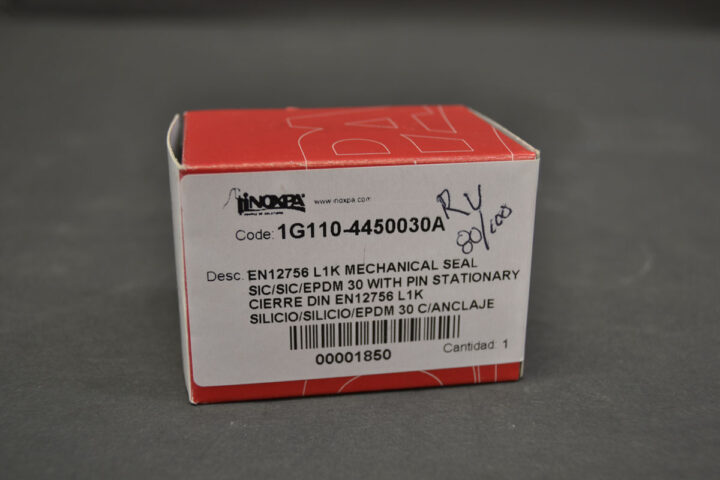 INOXPA
www.inoxpa.com
Code: 1G110-4450030A
RV
80/100
Desc. EN12756 L1K MECHANICAL SEAL
SIC/SIC/EPDM 30 WITH PIN STATIONARY
CIERRE DIN EN12756 L1K
SILICIO/SILICIO/EPDM 30 C/ANCLAJE
00001850
Cantidad: 1